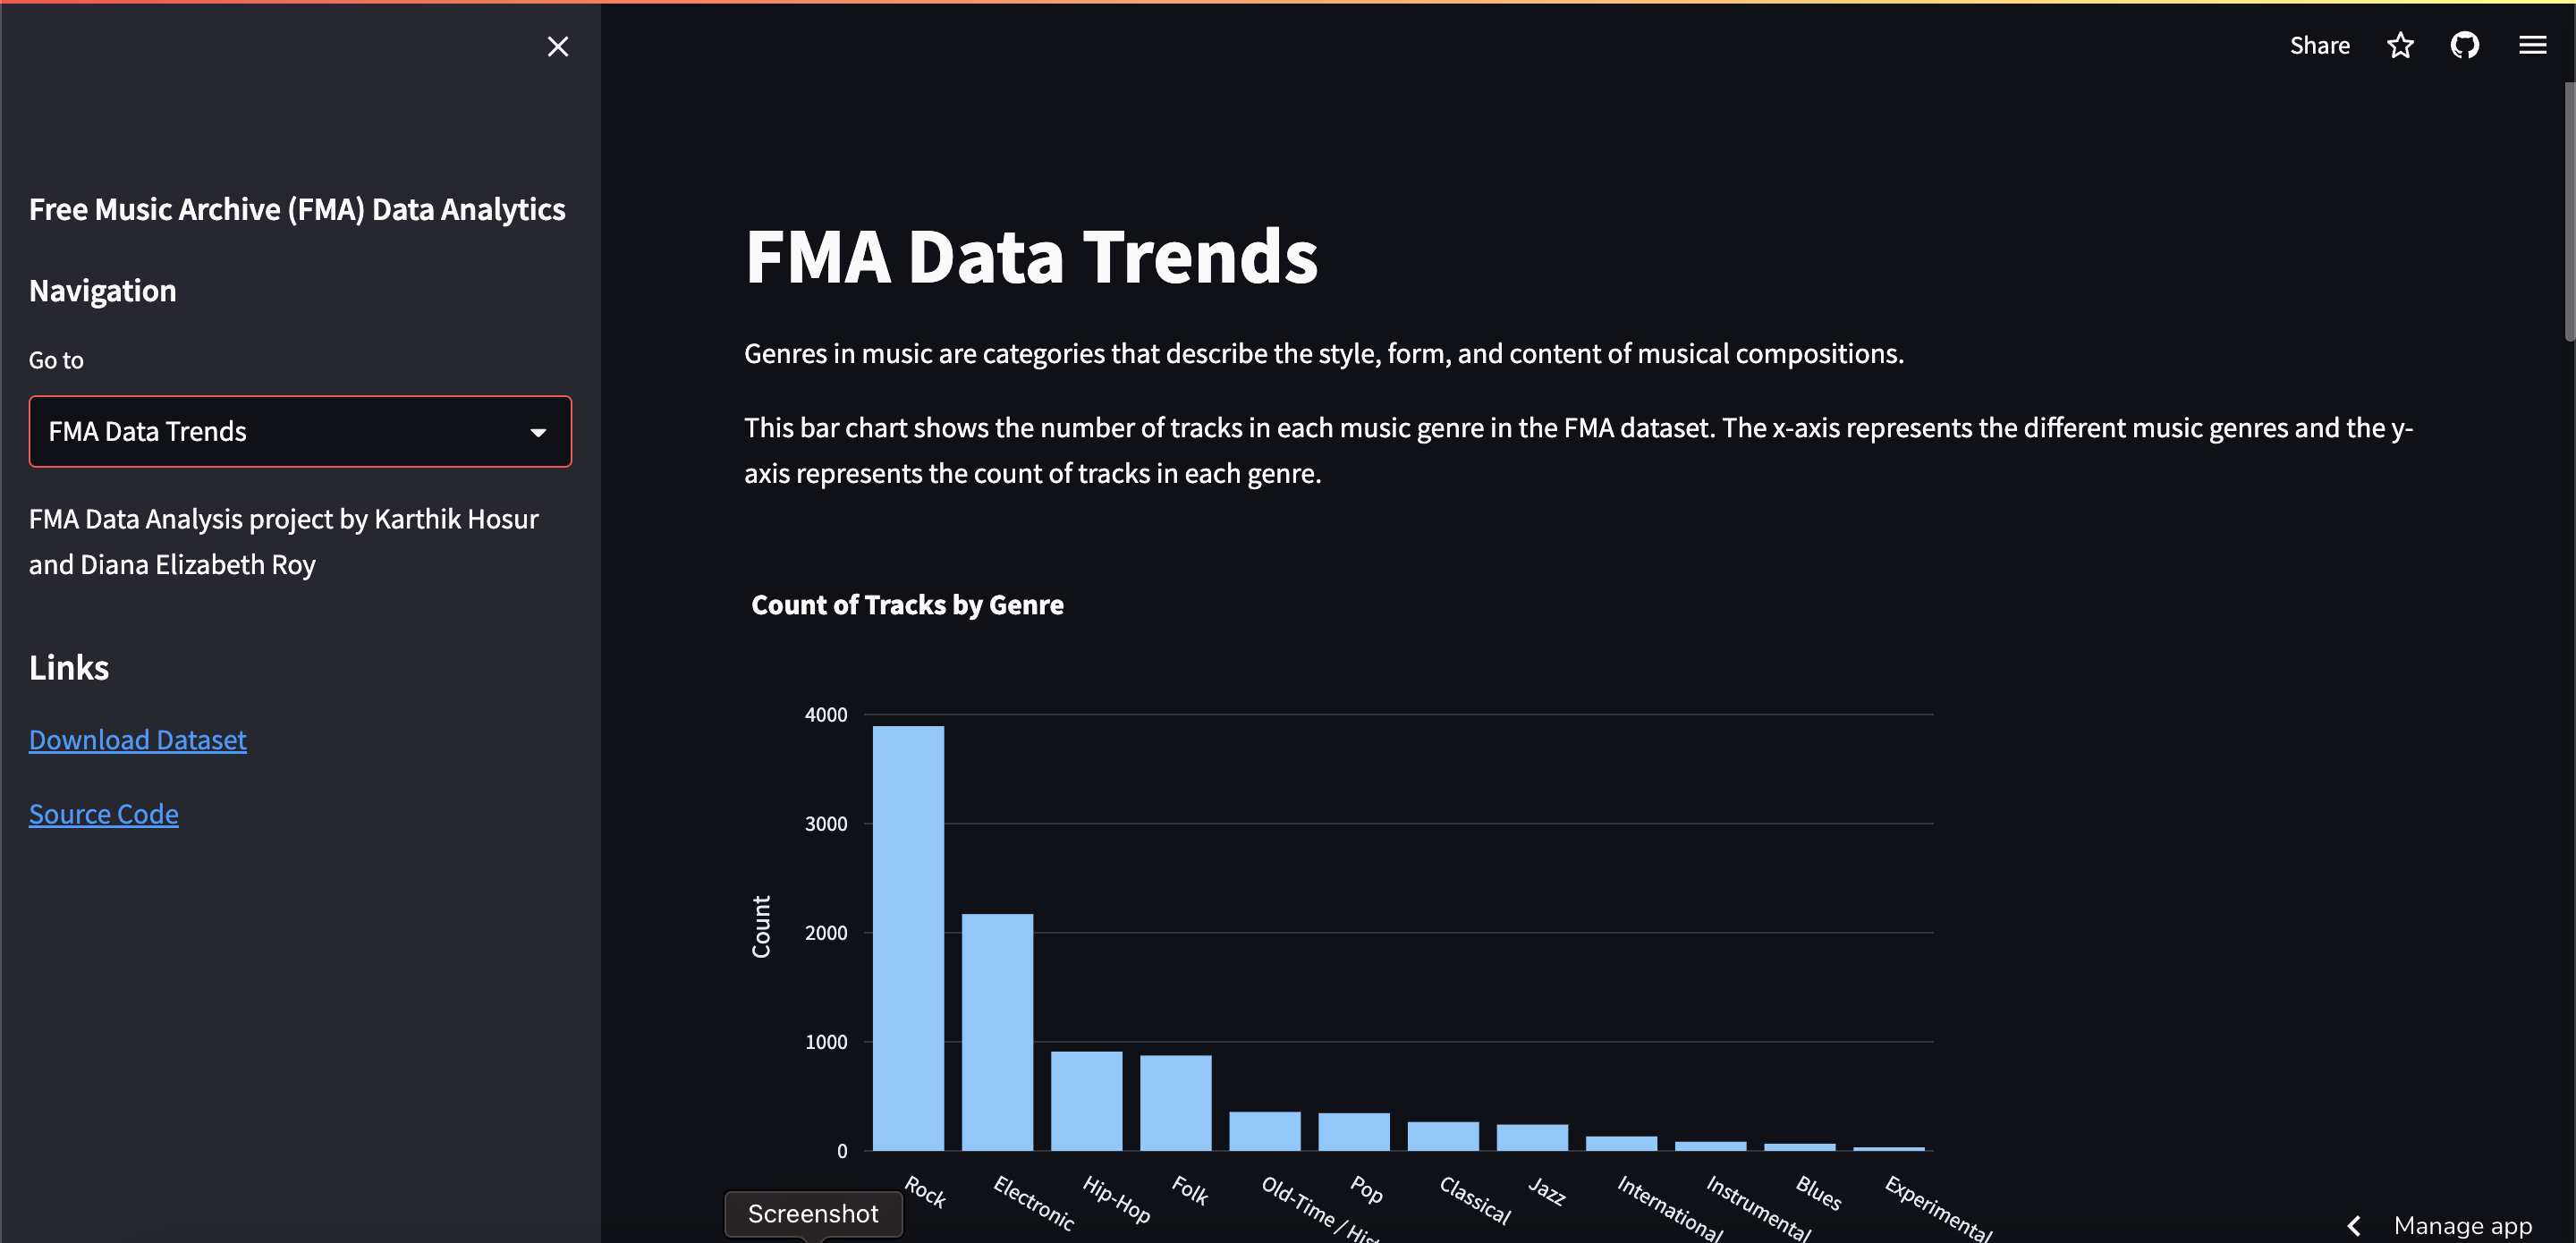 Share
Free Music Archive (FMA) Data Analytics
Navigation
Go to
FMA Data Trends
FMA Data Analysis project by Karthik Hosur
and Diana Elizabeth Roy
Links
Download Dataset
Source Code
FMA Data Trends
Genres in music are categories that describe the style, form, and content of musical compositions.
This bar chart shows the number of tracks in each music genre in the FMA dataset. The x-axis represents the different music genres and the y-
axis represents the count of tracks in each genre.
Count of Tracks by Genre
Count
4000
3000
2000
1000
0
Rock
Electronic
Hip-Hop
Folk
Old-Time /
Pop
Classical
Jazz
International
Instrumental
Blues
Experimental
Screenshot
Manage app